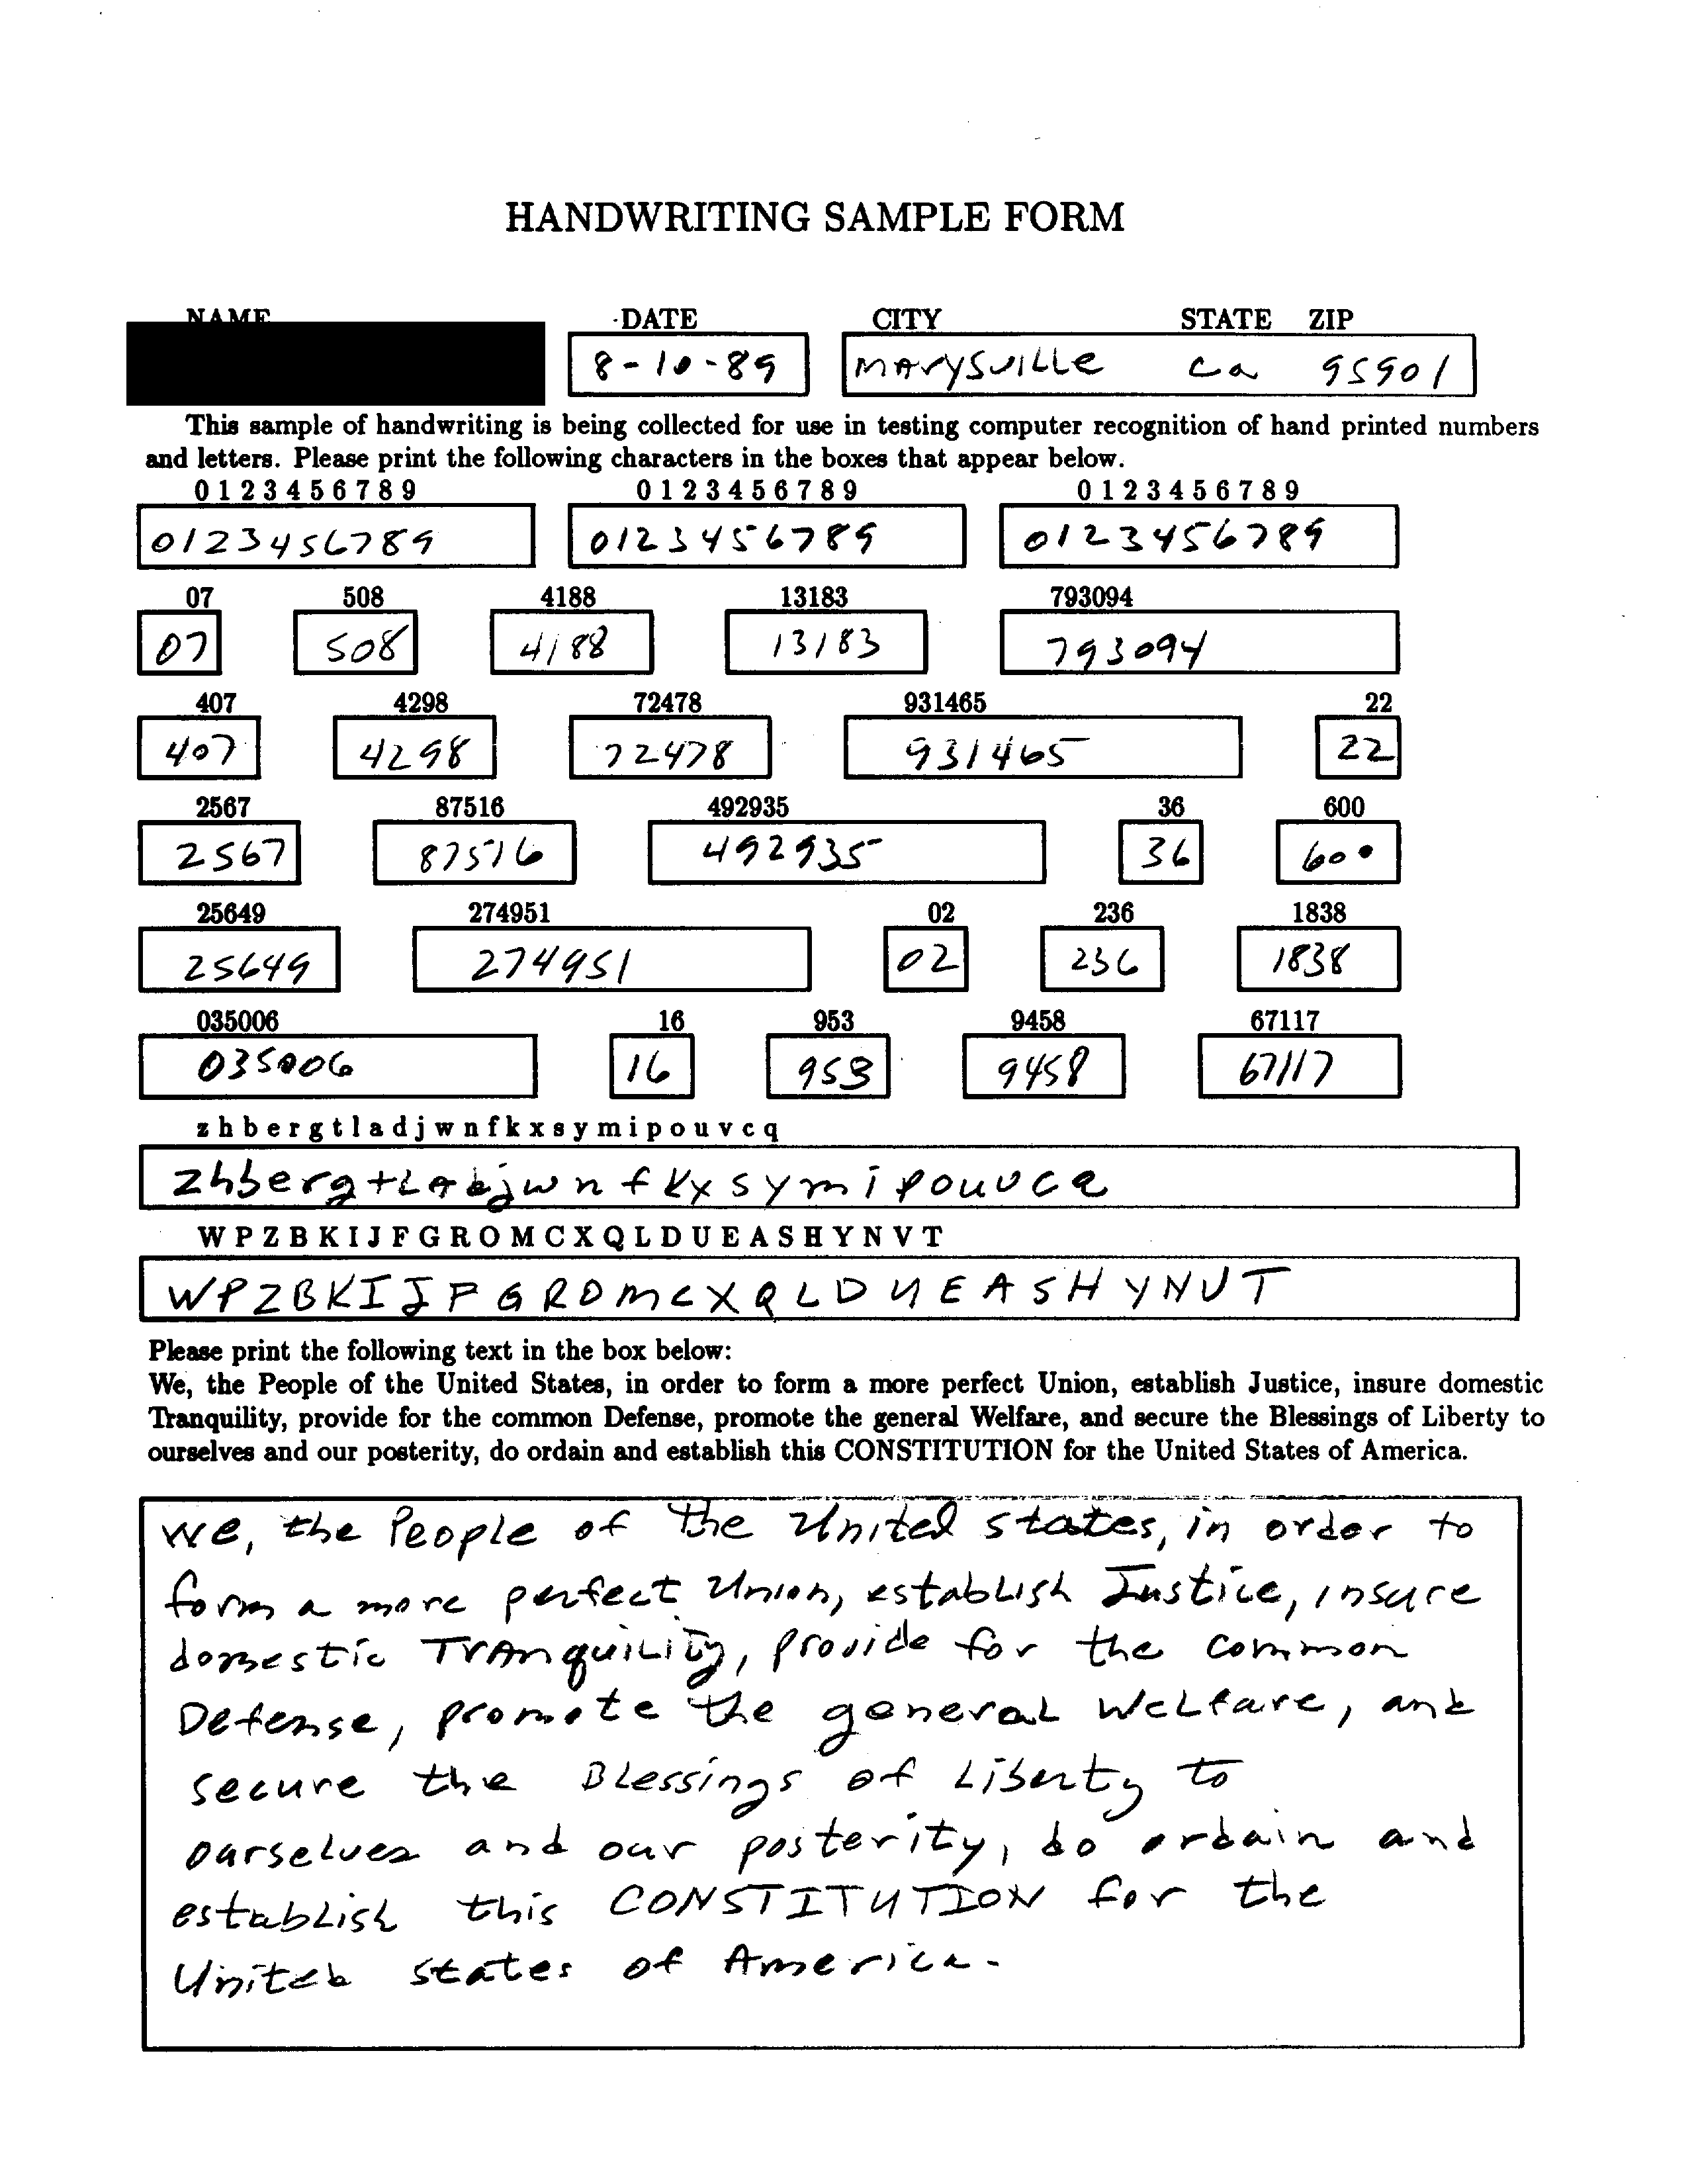 HANDWRITING SAMPLE FORM
NAME DATE CITY STATE ZIP
8-10-89 MARYSVILLE Ca 95901
This sample of handwriting is being collected for use in testing computer recognition of hand printed numbers
and letters. Please print the following characters in the boxes that appear below.
0 1 2 3 4 5 6 7 8 9 0 1 2 3 4 5 6 7 8 9 0 1 2 3 4 5 6 7 8 9
0123456789 0123456789 0123456789
07 508 4188 13183 793094
07 508 4188 13183 793094
407 4298 72478 931465 22
407 4298 72478 931465 22
2567 87516 492935 36 600
2567 87516 492935 36 600
25649 274951 02 236 1838
25649 274951 02 236 1838
035006 16 953 9458 67117
035006 16 953 9458 67117
z h b e r g t l a d j w n f k x s y m i p o u v c q
zhbergtladjwnfkxsymipouvcq
W P Z B K I J F G R O M C X Q L D U E A S H Y N V T
WPZBKIJFGROMCXQLDUEASHYNVT
Please print the following text in the box below:
We, the People of the United States, in order to form a more perfect Union, establish Justice, insure domestic
Tranquility, provide for the common Defense, promote the general Welfare, and secure the Blessings of Liberty to
ourselves and our posterity, do ordain and establish this CONSTITUTION for the United States of America.
We, the People of the United states, in order to
form a more perfect Union, establish Justice, insure
domestic Tranquility, provide for the common
Defense, promote the general Welfare, and
secure the Blessings of Liberty to
ourselves and our posterity, do ordain and
establish this CONSTITUTION for the
United states of America.